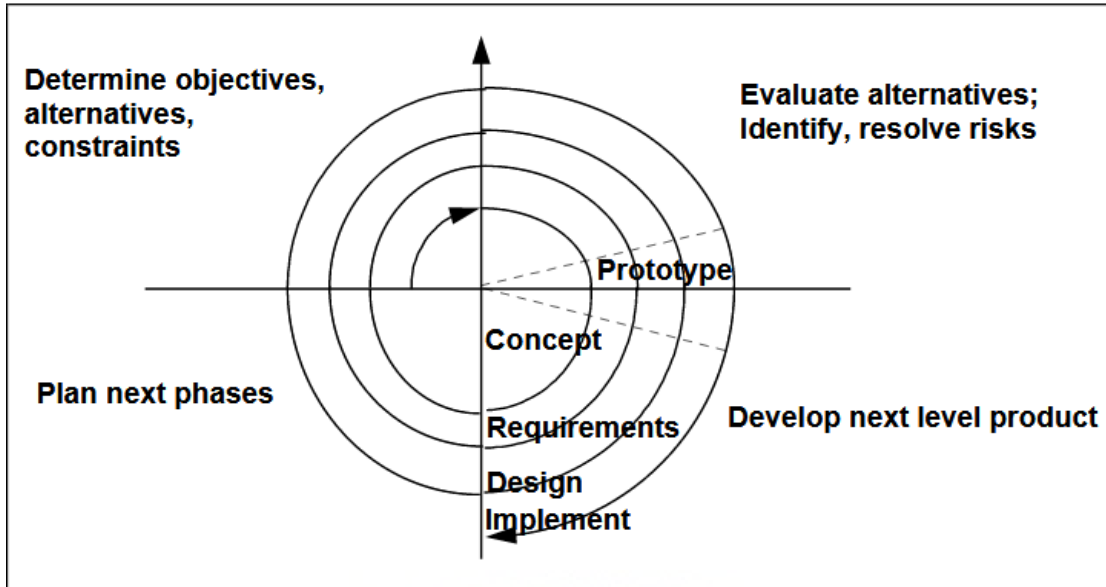 Determine objectives,
alternatives,
constraints
Evaluate alternatives;
Identify, resolve risks
Prototype
Concept
Plan next phases
Requirements
Develop next level product
Design
Implement